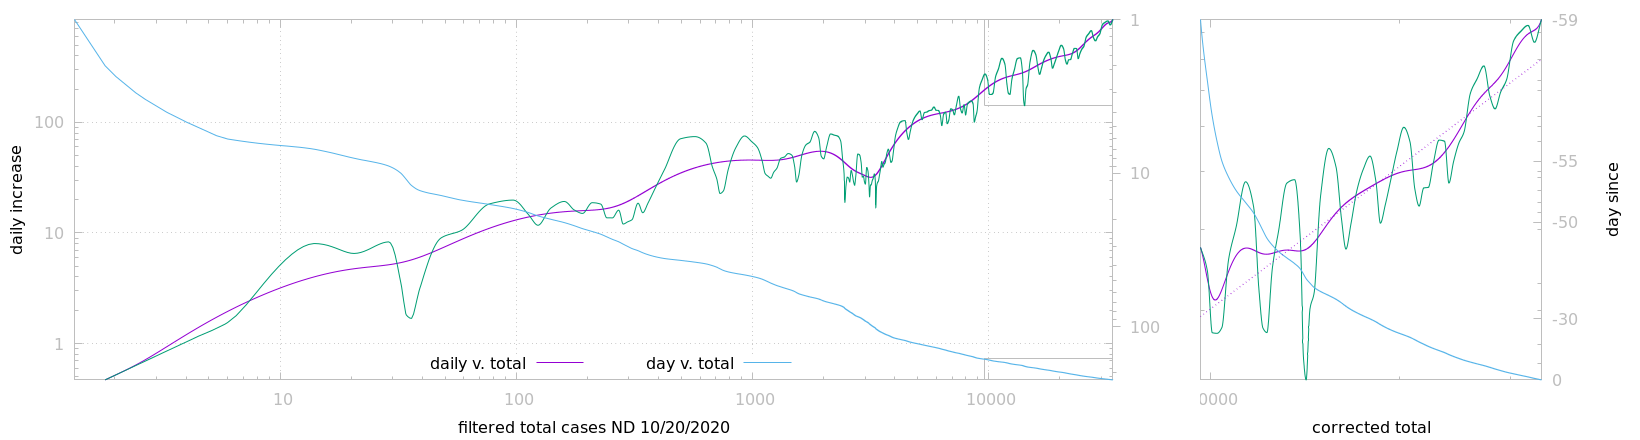 1
-59
100
daily increase
10
-55
day since
-50
10
1
daily v. total
day v. total
100
-30
0
10
100
1000
10000
0000
filtered total cases ND 10/20/2020
corrected total